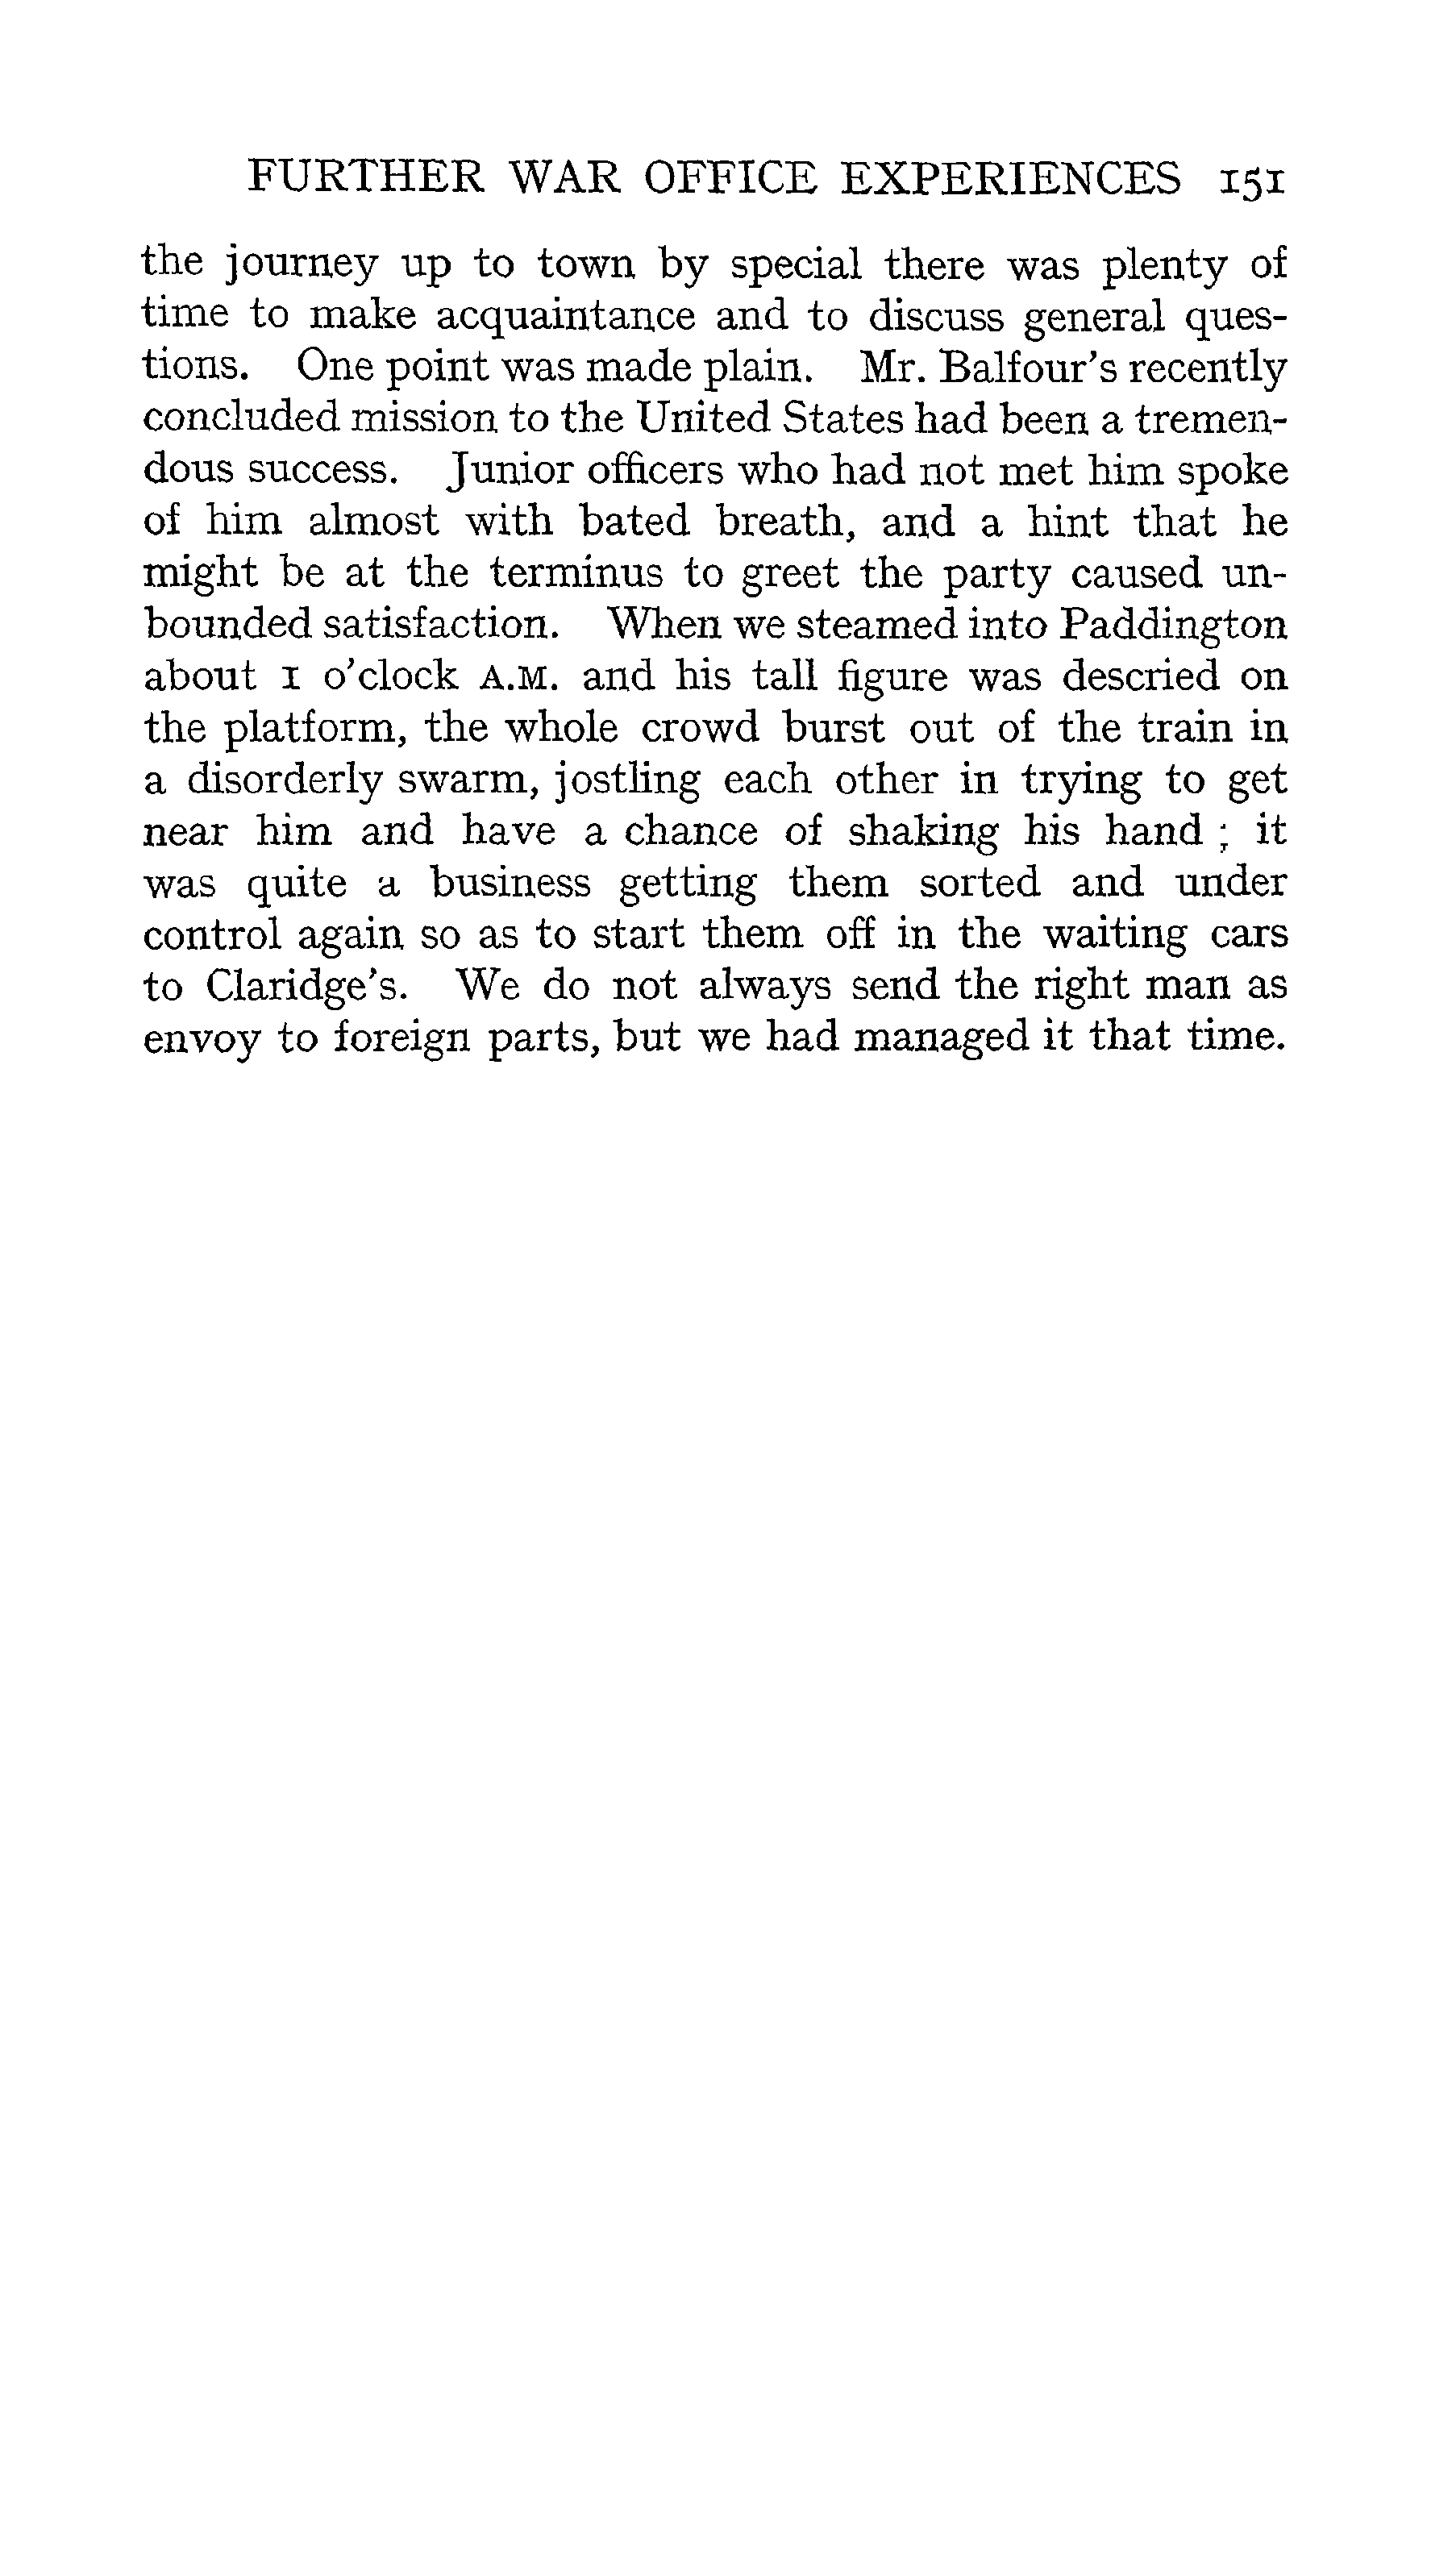 FURTHER WAR OFFICE EXPERIENCES 151
the journey up to town by special there was plenty of
time to make acquaintance and to discuss general ques-
tions. One point was made plain. Mr. Balfour's recently
concluded mission to the United States had been a tremen-
dous success. Junior officers who had not met him spoke
of him almost with bated breath, and a hint that he
might be at the terminus to greet the party caused un-
bounded satisfaction. When we steamed into Paddington
about 1 o'clock A.M. and his tall figure was descried on
the platform, the whole crowd burst out of the train in
a disorderly swarm, jostling each other in trying to get
near him and have a chance of shaking his hand ; it
was quite a business getting them sorted and under
control again so as to start them off in the waiting cars
to Claridge's. We do not always send the right man as
envoy to foreign parts, but we had managed it that time.